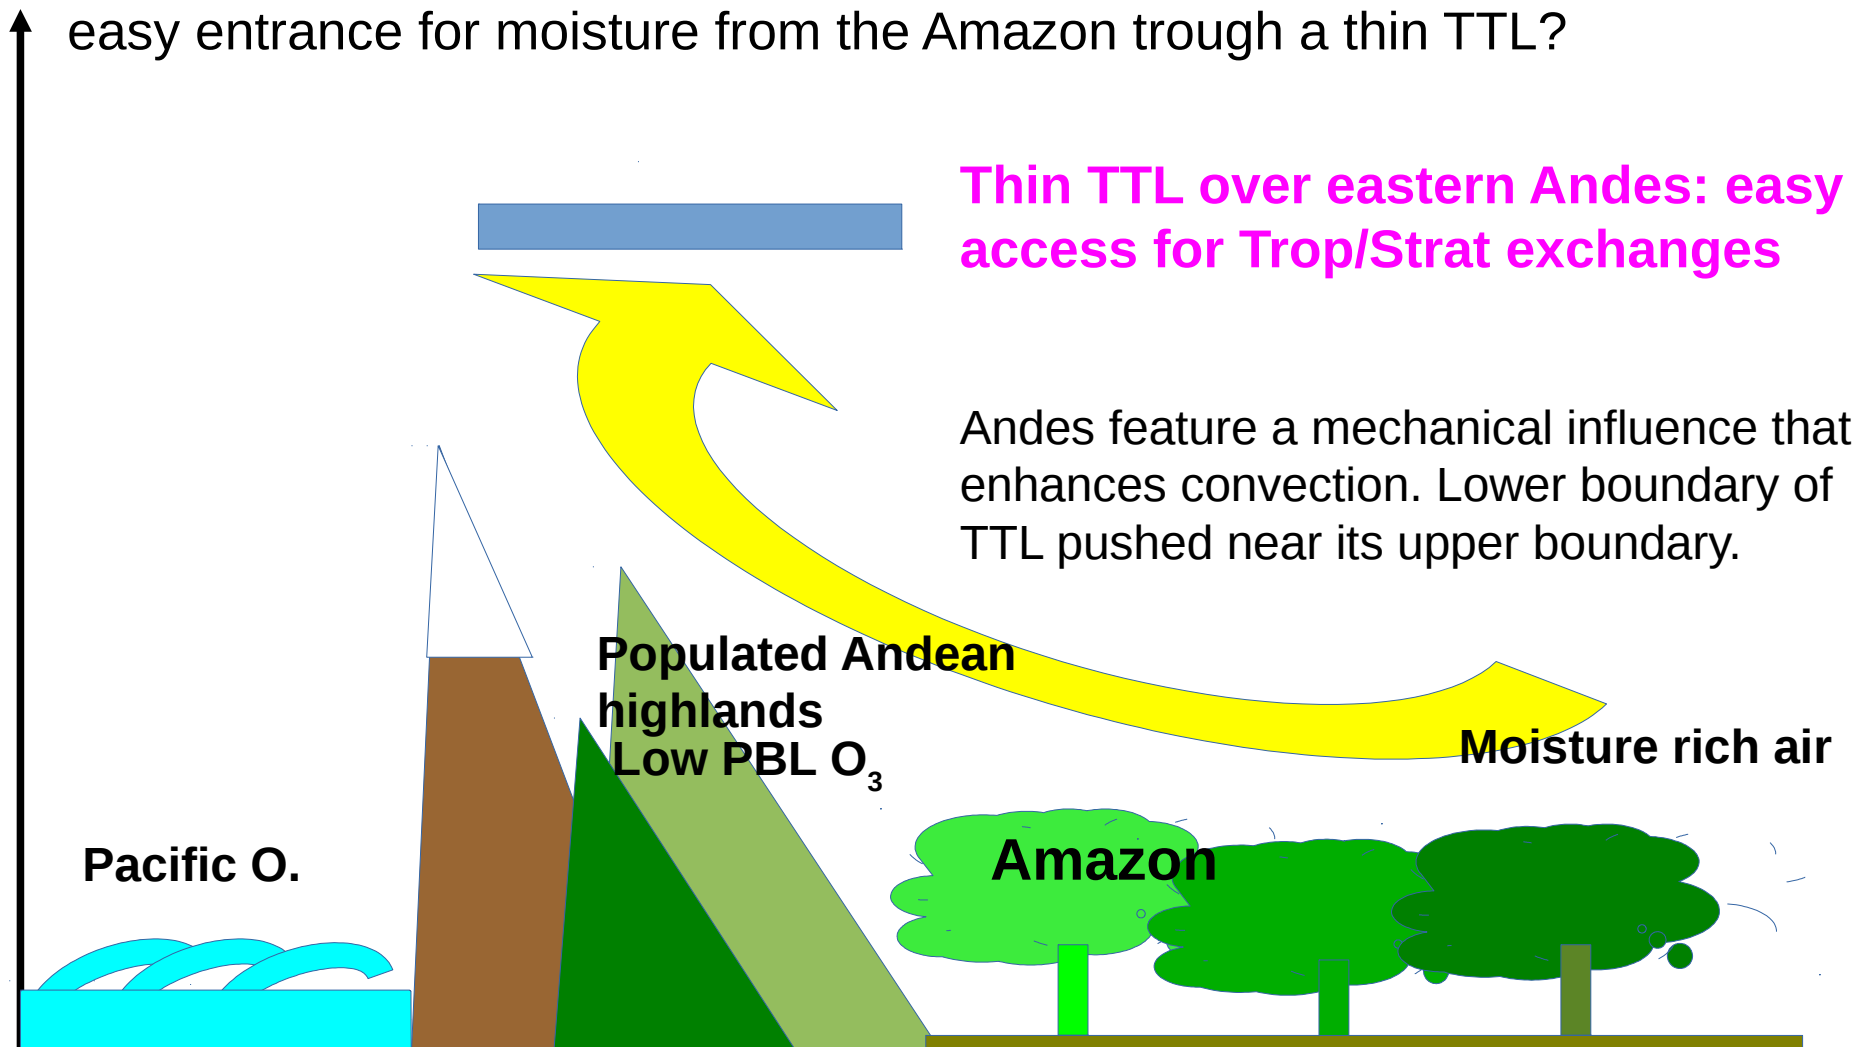 easy entrance for moisture from the Amazon trough a thin TTL?
Thin TTL over eastern Andes: easy
access for Trop/Strat exchanges
Andes feature a mechanical influence that
enhances convection. Lower boundary of
TTL pushed near its upper boundary.
Populated Andean
highlands
Low PBL O3
Moisture rich air
Pacific O.
Amazon